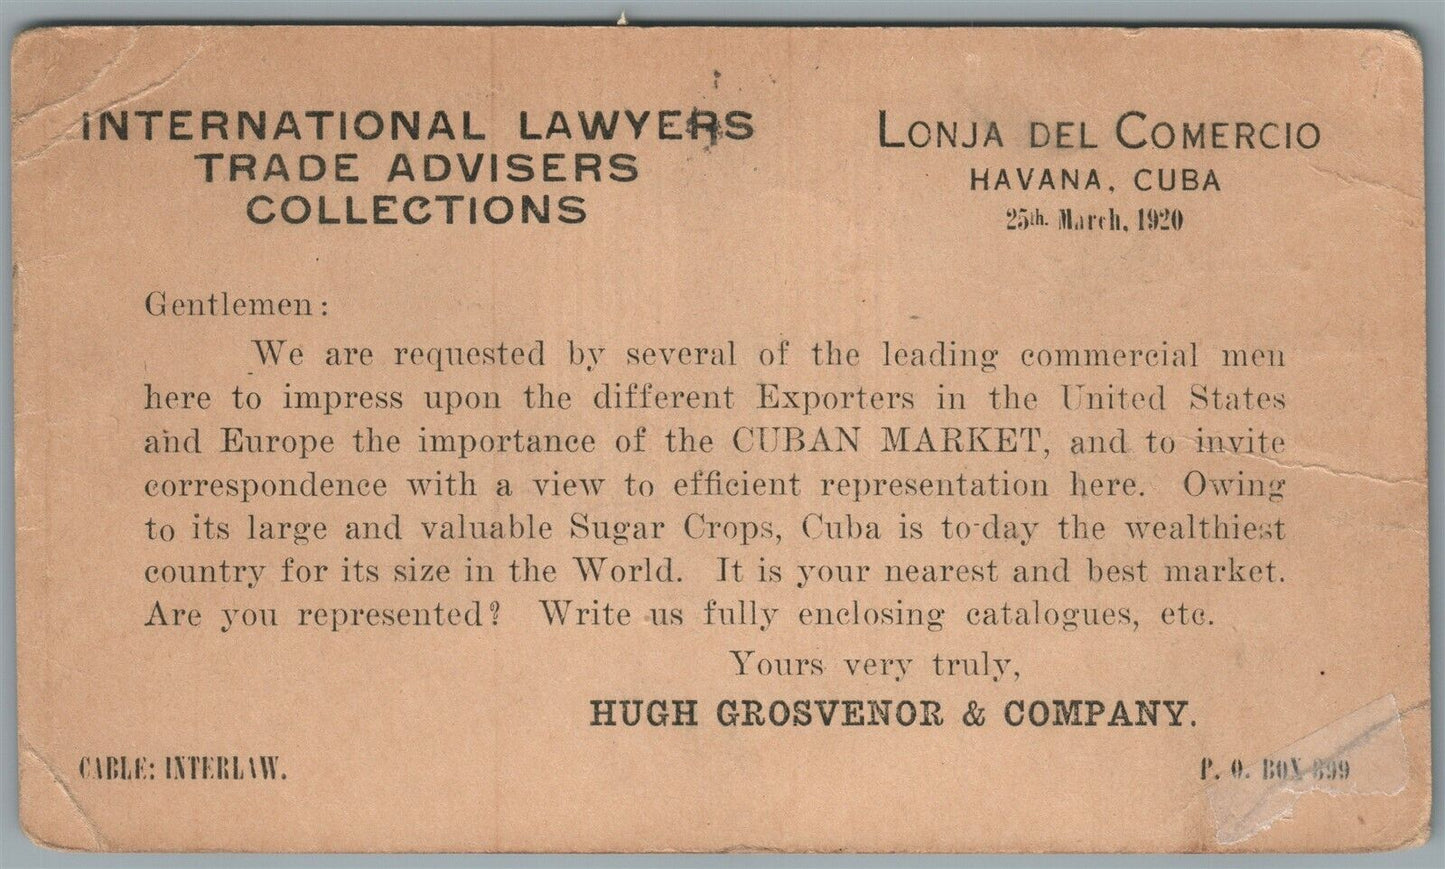 INTERNATIONAL LAWYERS
TRADE ADVISERS
COLLECTIONS
LONJA DEL COMERCIO
HAVANA, CUBA
25th. March, 1920
Gentlemen:
We are requested by several of the leading commercial men
here to impress upon the different Exporters in the United States
and Europe the importance of the CUBAN MARKET, and to invite
correspondence with a view to efficient representation here. Owing
to its large and valuable Sugar Crops, Cuba is to-day the wealthiest
country for its size in the World. It is your nearest and best market.
Are you represented? Write us fully enclosing catalogues, etc.
Yours very truly,
HUGH GROSVENOR & COMPANY.
CABLE: INTERLAW.
P. O. BOX